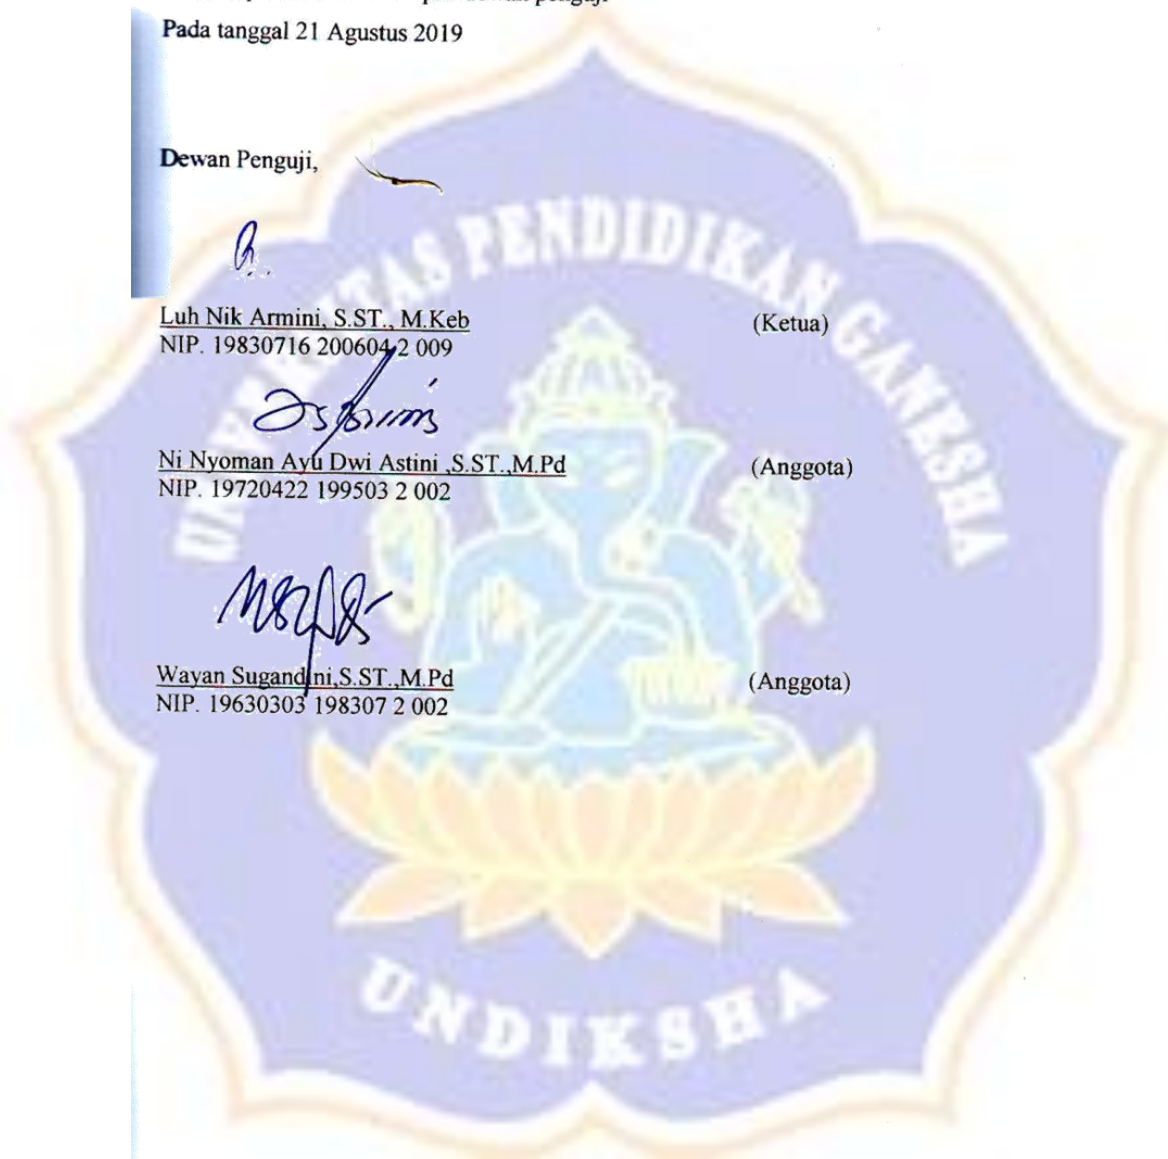 penguji
Pada tanggal 21 Agustus 2019
Dewan Penguji,
Luh Nik Armini, S.ST., M.Keb
(Ketua)
NIP. 19830716 200604 2 009
Ni Nyoman Ayu Dwi Astini ,S.ST.,M.Pd
(Anggota)
NIP. 19720422 199503 2 002
Wayan Sugandini,S.ST.,M.Pd
(Anggota)
NIP. 19630303 198307 2 002
UNIVERSITAS PENDIDIKAN GANESHA
UNDIKSHA